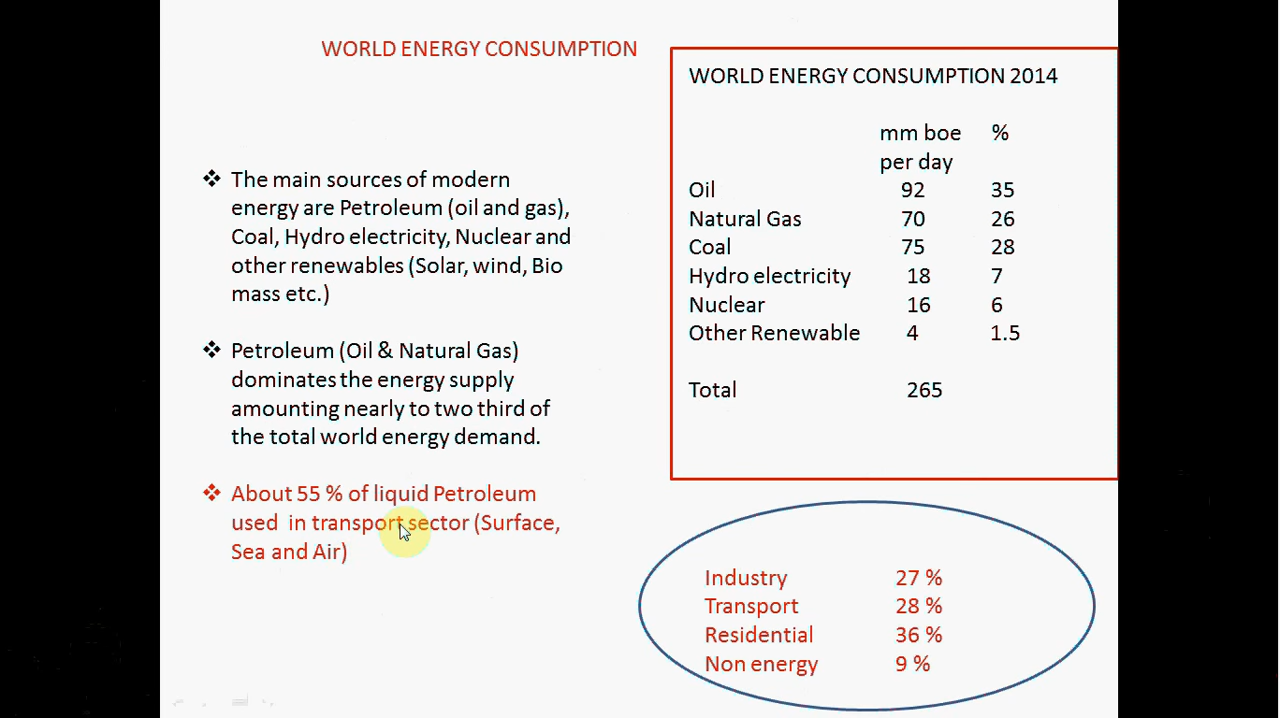 WORLD ENERGY CONSUMPTION
❖ The main sources of modern
energy are Petroleum (oil and gas),
Coal, Hydro electricity, Nuclear and
other renewables (Solar, wind, Bio
mass etc.)
❖ Petroleum (Oil & Natural Gas)
dominates the energy supply
amounting nearly to two third of
the total world energy demand.
❖ About 55 % of liquid Petroleum
used in transport sector (Surface,
Sea and Air)
WORLD ENERGY CONSUMPTION 2014
mm boe %
per day
Oil 92 35
Natural Gas 70 26
Coal 75 28
Hydro electricity 18 7
Nuclear 16 6
Other Renewable 4 1.5
Total 265
Industry 27 %
Transport 28 %
Residential 36 %
Non energy 9 %